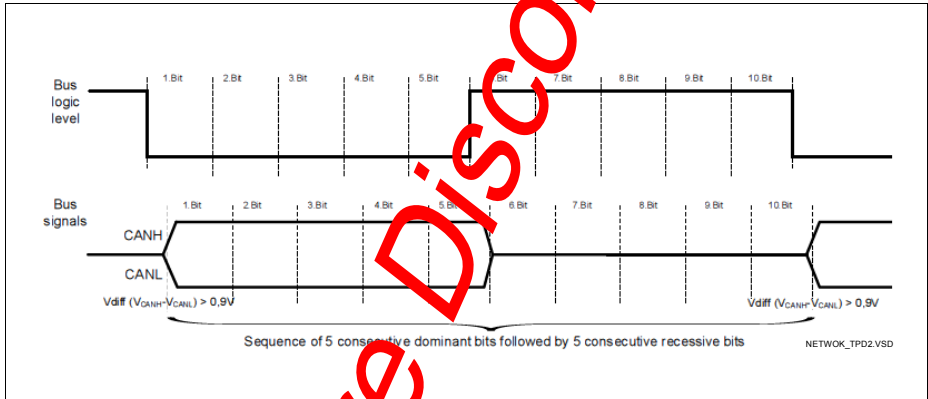 Bus logic level
1.Bit 2.Bit 3.Bit 4.Bit 5.Bit .Bit 7.Bit 8.Bit 9.Bit 10.Bit
Bus signals
1.Bit 2.Bit 3.Bit 4.Bit 5.Bit 6.Bit 7.Bit 8.Bit 9.Bit 10.Bit
CANH
CANL
Vdiff (VCANH-VCANL) > 0,9V Vdiff (VCANH-VCANL) > 0,9V
Sequence of 5 consecutive dominant bits followed by 5 consecutive recessive bits
NETWOK_TPD2.VSD
e Disco